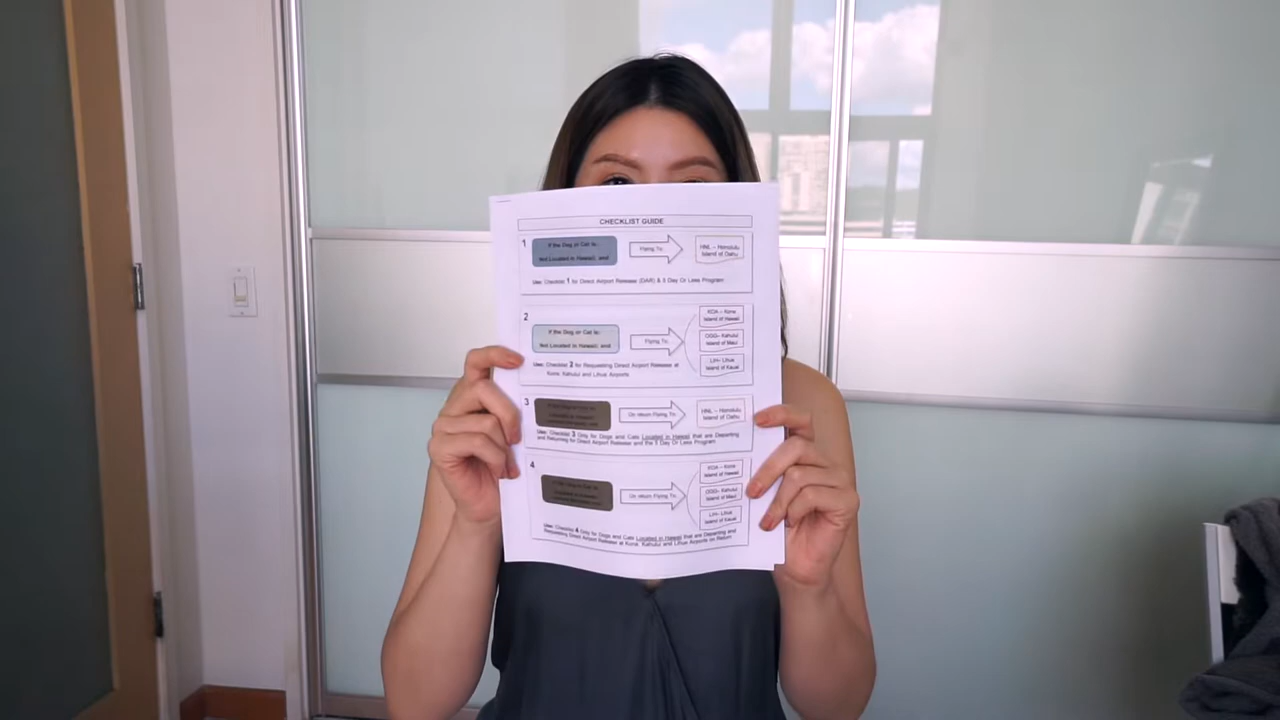 CHECKLIST GUIDE
1
If the Dog or Cat is:
Not Located in Hawaii; and
Flying To:
HNL – Honolulu
Island of Oahu
Use: Checklist 1 for Direct Airport Release (DAR) & 5 Day Or Less Program
2
If the Dog or Cat is:
Not Located in Hawaii; and
Flying To:
KOA – Kona
Island of Hawaii
OGG– Kahului
Island of Maui
LIH– Lihue
Island of Kauai
Use: Checklist 2 for Requesting Direct Airport Release at
Kona, Kahului and Lihue Airports
3
On return Flying To:
HNL – Honolulu
Island of Oahu
Use: Checklist 3 Only for Dogs and Cats Located in Hawaii that are Departing
and Returning for Direct Airport Release and the 5 Day Or Less Program
4
On return Flying To:
KOA – Kona
Island of Hawaii
OGG– Kahului
Island of Maui
LIH– Lihue
Island of Kauai
Use: Checklist 4 Only for Dogs and Cats Located in Hawaii that are Departing and
Requesting Direct Airport Release at Kona, Kahului and Lihue Airports on Return